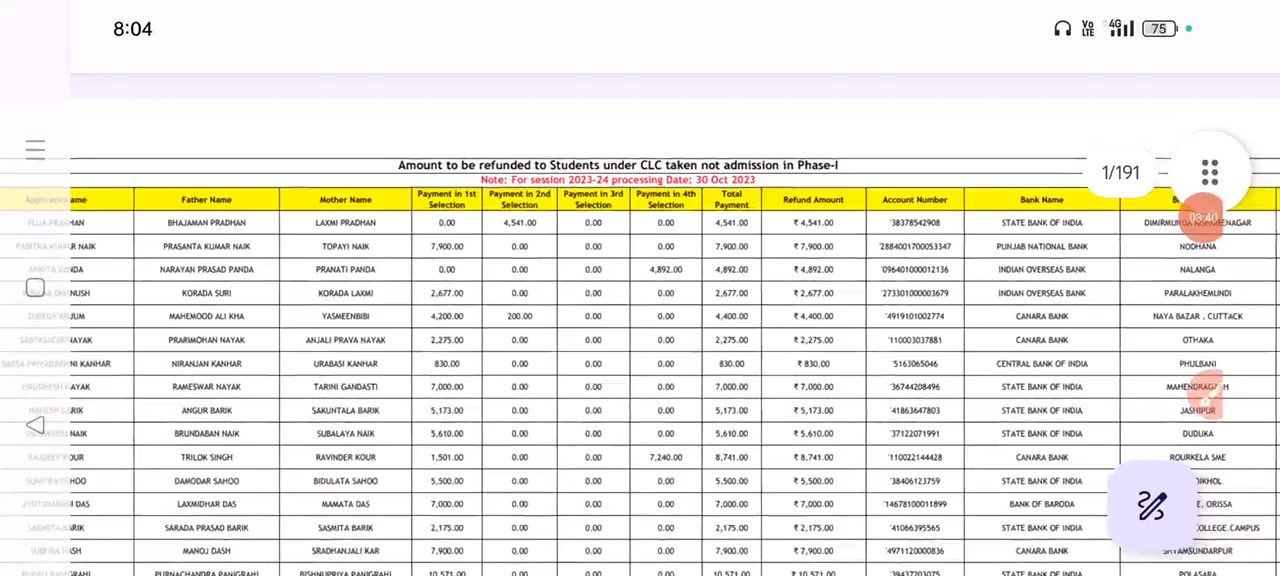 8:04 Vo LTE 4G 75
1/191
03:40
Amount to be refunded to Students under CLC taken not admission in Phase-I
Note: For session 2023-24 processing Date: 30 Oct 2023
Applicant's Name Father Name Mother Name Payment in 1st Selection Payment in 2nd Selection Payment in 3rd Selection Payment in 4th Selection Total Payment Refund Amount Account Number Bank Name
PUJA PRADHAN BHAJAMAN PRADHAN LAXMI PRADHAN 0.00 4,541.00 0.00 0.00 4,541.00 ₹ 4,541.00 '38378542908 STATE BANK OF INDIA
PABITRA KUMAR NAIK PRASANTA KUMAR NAIK TOPAYI NAIK 7,900.00 0.00 0.00 0.00 7,900.00 ₹ 7,900.00 '2884001700053347 PUNJAB NATIONAL BANK NODHANA
PANDA NARAYAN PRASAD PANDA PRANATI PANDA 0.00 0.00 0.00 4,892.00 4,892.00 ₹ 4,892.00 '096401000012136 INDIAN OVERSEAS BANK NALANGA
KORADA SURI KORADA LAXMI 2,677.00 0.00 0.00 0.00 2,677.00 ₹ 2,677.00 '273301000003679 INDIAN OVERSEAS BANK PARALAKHEMUNDI
MAHEMOOD ALI KHA YASMEENBIBI 4,200.00 200.00 0.00 0.00 4,400.00 ₹ 4,400.00 '4919101002774 CANARA BANK NAYA BAZAR , CUTTACK
NAYAK PRARIMOHAN NAYAK ANJALI PRAVA NAYAK 2,275.00 0.00 0.00 0.00 2,275.00 ₹ 2,275.00 '110003037881 CANARA BANK OTHAKA
KANHAR NIRANJAN KANHAR URABASI KANHAR 830.00 0.00 0.00 0.00 830.00 ₹ 830.00 '5163065046 CENTRAL BANK OF INDIA PHULBANI
NAYAK RAMESWAR NAYAK TARINI GANDASTI 7,000.00 0.00 0.00 0.00 7,000.00 ₹ 7,000.00 '36744208496 STATE BANK OF INDIA
BARIK ANGUR BARIK SAKUNTALA BARIK 5,173.00 0.00 0.00 0.00 5,173.00 ₹ 5,173.00 '41863647803 STATE BANK OF INDIA JASHIPUR
NAIK BRUNDABAN NAIK SUBALAYA NAIK 5,610.00 0.00 0.00 0.00 5,610.00 ₹ 5,610.00 '37122071991 STATE BANK OF INDIA DUDUKA
RAJDEEP KOUR TRILOK SINGH RAVINDER KOUR 1,501.00 0.00 0.00 7,240.00 8,741.00 ₹ 8,741.00 '110022144428 CANARA BANK ROURKELA SME
SAHOO DAMODAR SAHOO BIDULATA SAHOO 5,500.00 0.00 0.00 0.00 5,500.00 ₹ 5,500.00 '38406123759 STATE BANK OF INDIA
DAS LAXMIDHAR DAS MAMATA DAS 7,000.00 0.00 0.00 0.00 7,000.00 ₹ 7,000.00 '14678100011899 BANK OF BARODA ORISSA
BARIK SARADA PRASAD BARIK SASMITA BARIK 2,175.00 0.00 0.00 0.00 2,175.00 ₹ 2,175.00 '41066395565 STATE BANK OF INDIA COLLEGE.CAMPUS
DASH MANOJ DASH SRADHANJALI KAR 7,900.00 0.00 0.00 0.00 7,900.00 ₹ 7,900.00 '4971120000836 CANARA BANK SHYAMSUNDARPUR
PURNACHANDRA PANIGRAHI BISHNUPRIYA PANIGRAHI 10,571.00 0.00 0.00 0.00 10,571.00 ₹ 10,571.00 '39437203075 STATE BANK OF INDIA POLASARA